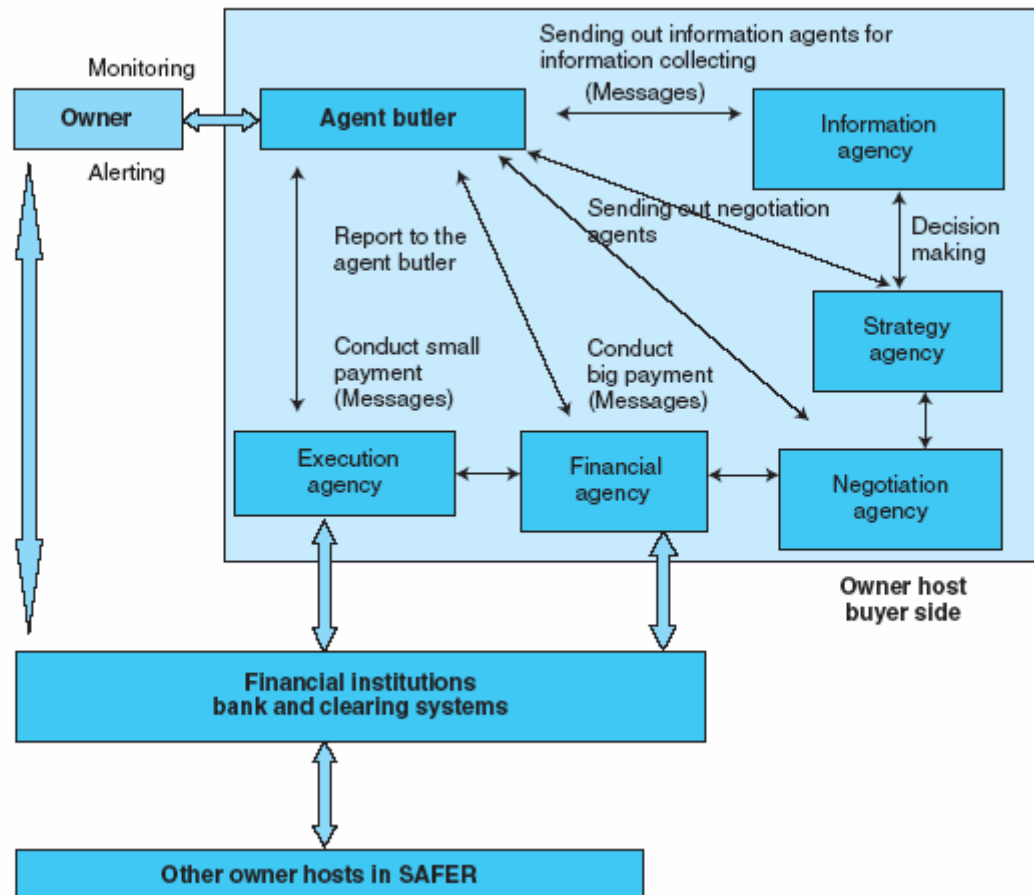 Sending out information agents for
information collecting
(Messages)
Monitoring
Owner
Alerting
Agent butler
Information
agency
Sending out negotiation
agents
Decision
making
Report to the
agent butler
Strategy
agency
Conduct small
payment
(Messages)
Conduct
big payment
(Messages)
Execution
agency
Financial
agency
Negotiation
agency
Owner host
buyer side
Financial institutions
bank and clearing systems
Other owner hosts in SAFER